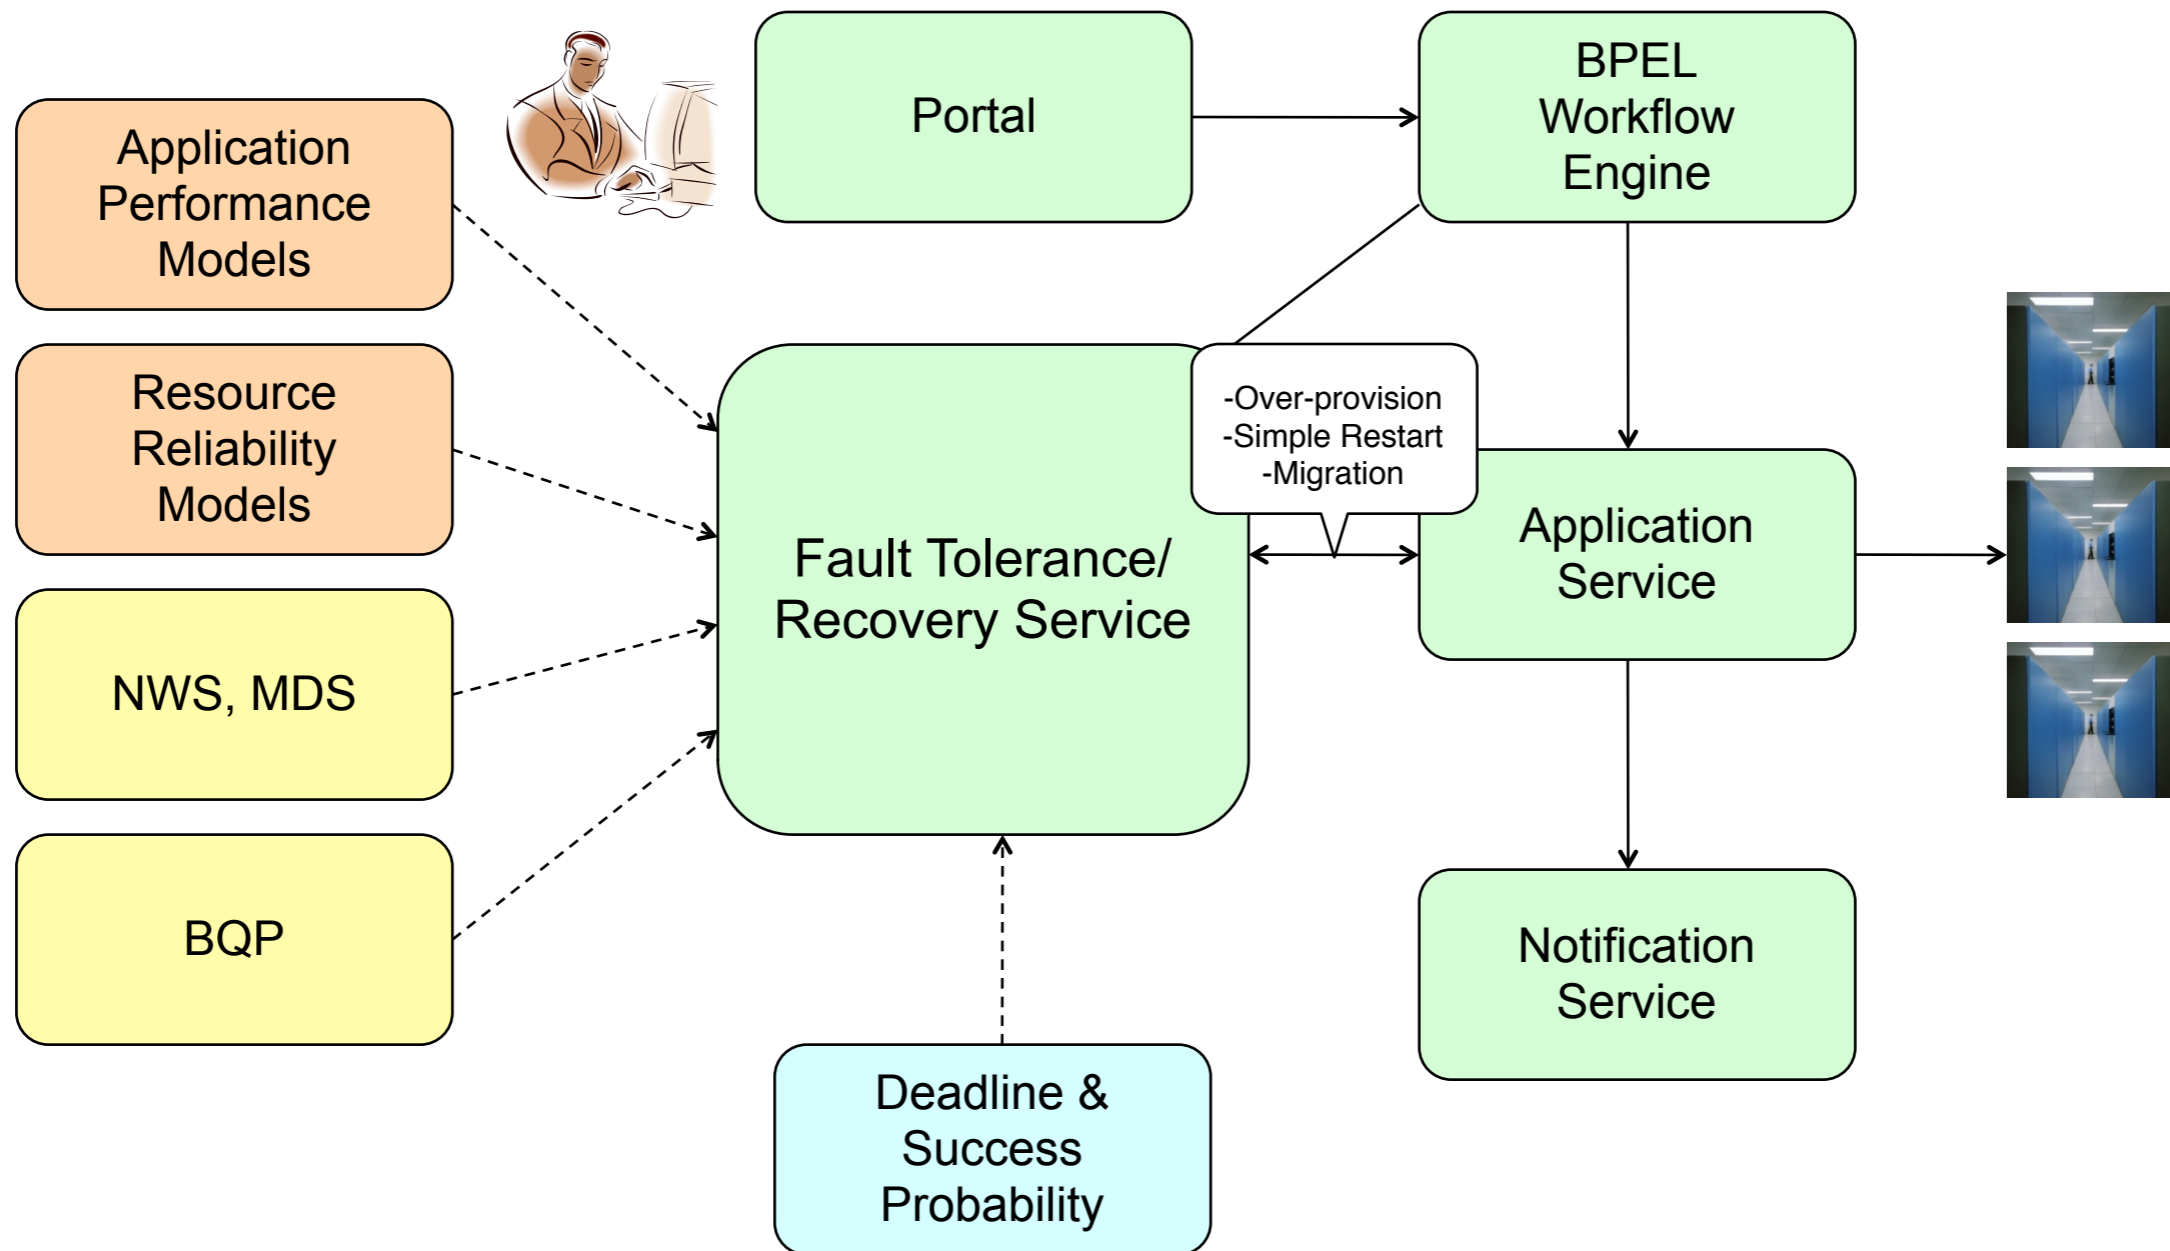 Portal
BPEL
Workflow
Engine
Application
Performance
Models
Resource
Reliability
Models
-Over-provision
-Simple Restart
-Migration
Fault Tolerance/
Recovery Service
Application
Service
NWS, MDS
BQP
Notification
Service
Deadline &
Success
Probability